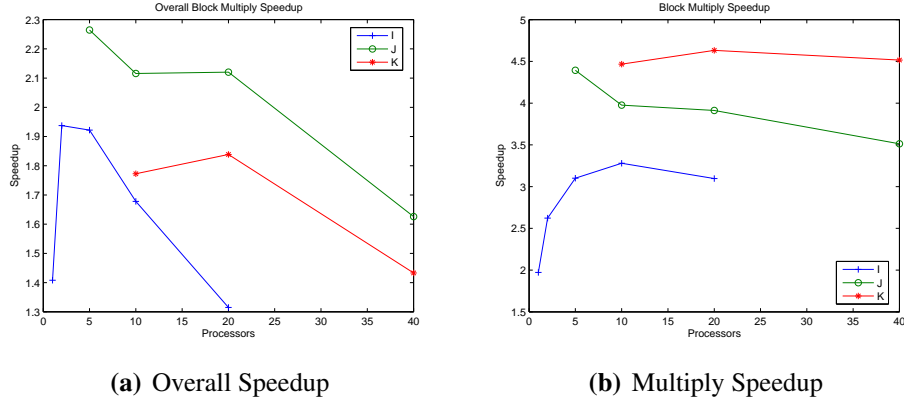 Overall Block Multiply Speedup
2.3
2.2
2.1
2
1.9
1.8
1.7
1.6
1.5
1.4
1.3
Speedup
0 5 10 15 20 25 30 35 40
Processors
I
J
K
(a) Overall Speedup
Block Multiply Speedup
5
4.5
4
3.5
3
2.5
2
1.5
Speedup
0 5 10 15 20 25 30 35 40
Processors
I
J
K
(b) Multiply Speedup